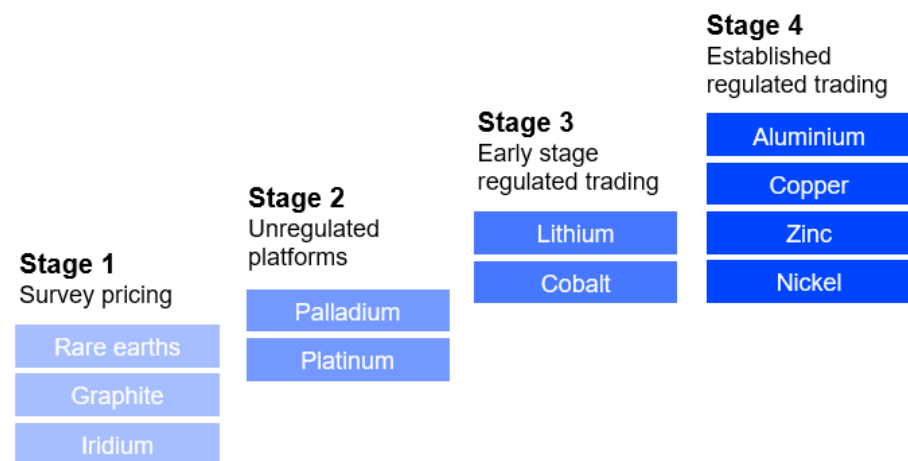 Stage 1
Survey pricing
Rare earths
Graphite
Iridium
Stage 2
Unregulated
platforms
Palladium
Platinum
Stage 3
Early stage
regulated trading
Lithium
Cobalt
Stage 4
Established
regulated trading
Aluminium
Copper
Zinc
Nickel